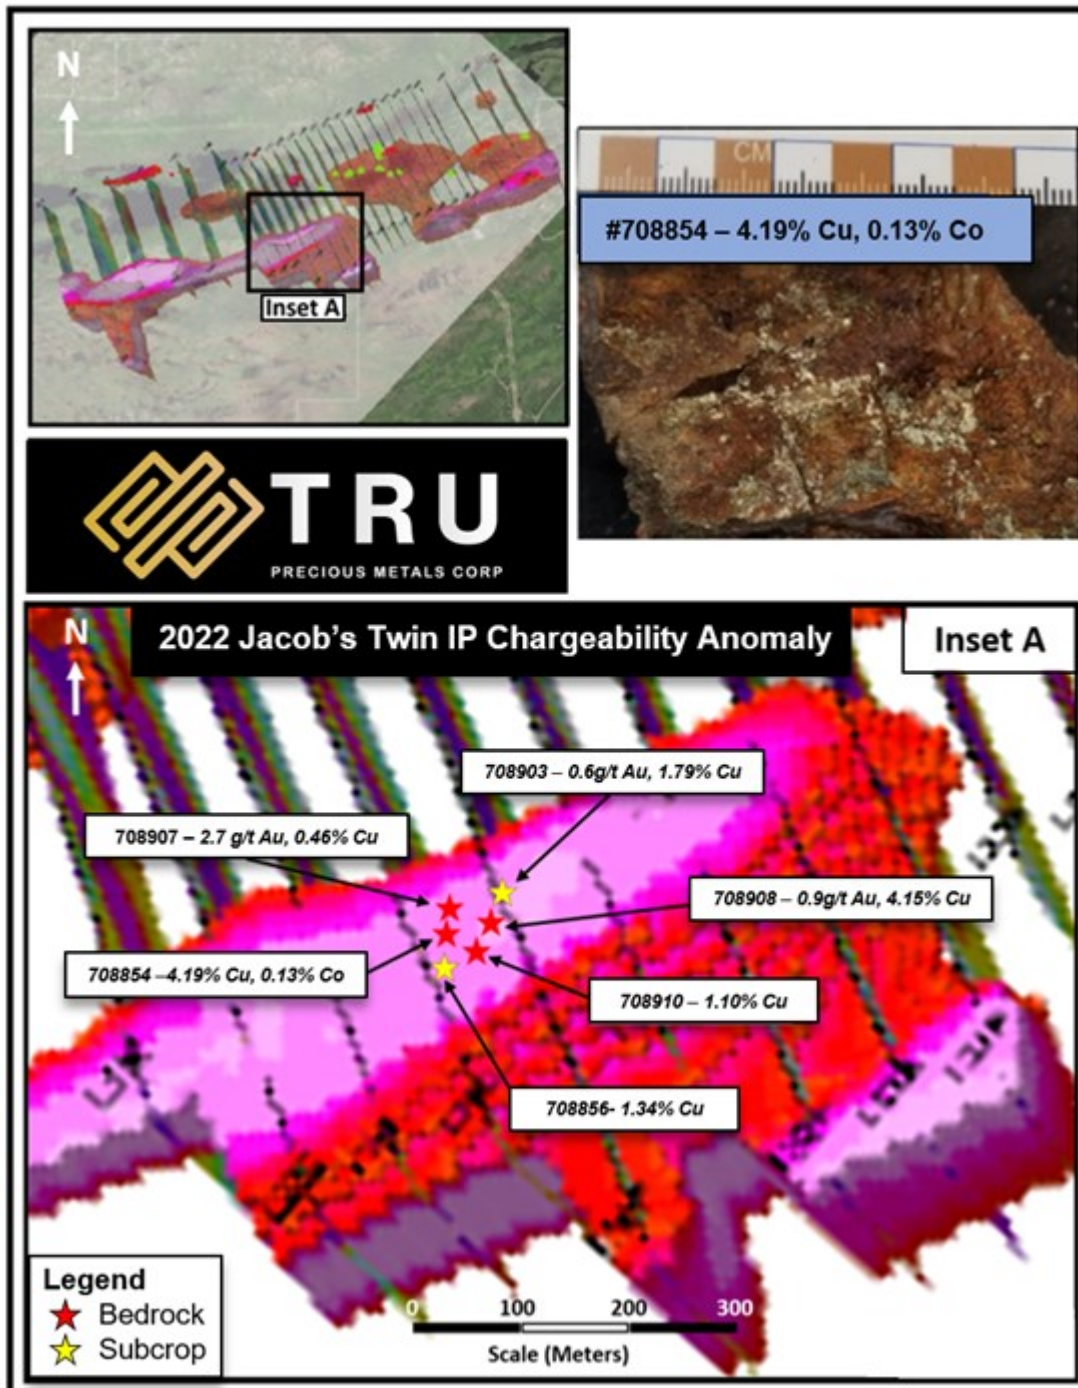 N
Inset A
CM
#708854 – 4.19% Cu, 0.13% Co
TRU
PRECIOUS METALS CORP
N
2022 Jacob's Twin IP Chargeability Anomaly
Inset A
708903 – 0.6g/t Au, 1.79% Cu
708907 – 2.7 g/t Au, 0.46% Cu
708908 – 0.9g/t Au, 4.15% Cu
708854 –4.19% Cu, 0.13% Co
708910 – 1.10% Cu
708856- 1.34% Cu
Legend
Bedrock
Subcrop
0 100 200 300
Scale (Meters)